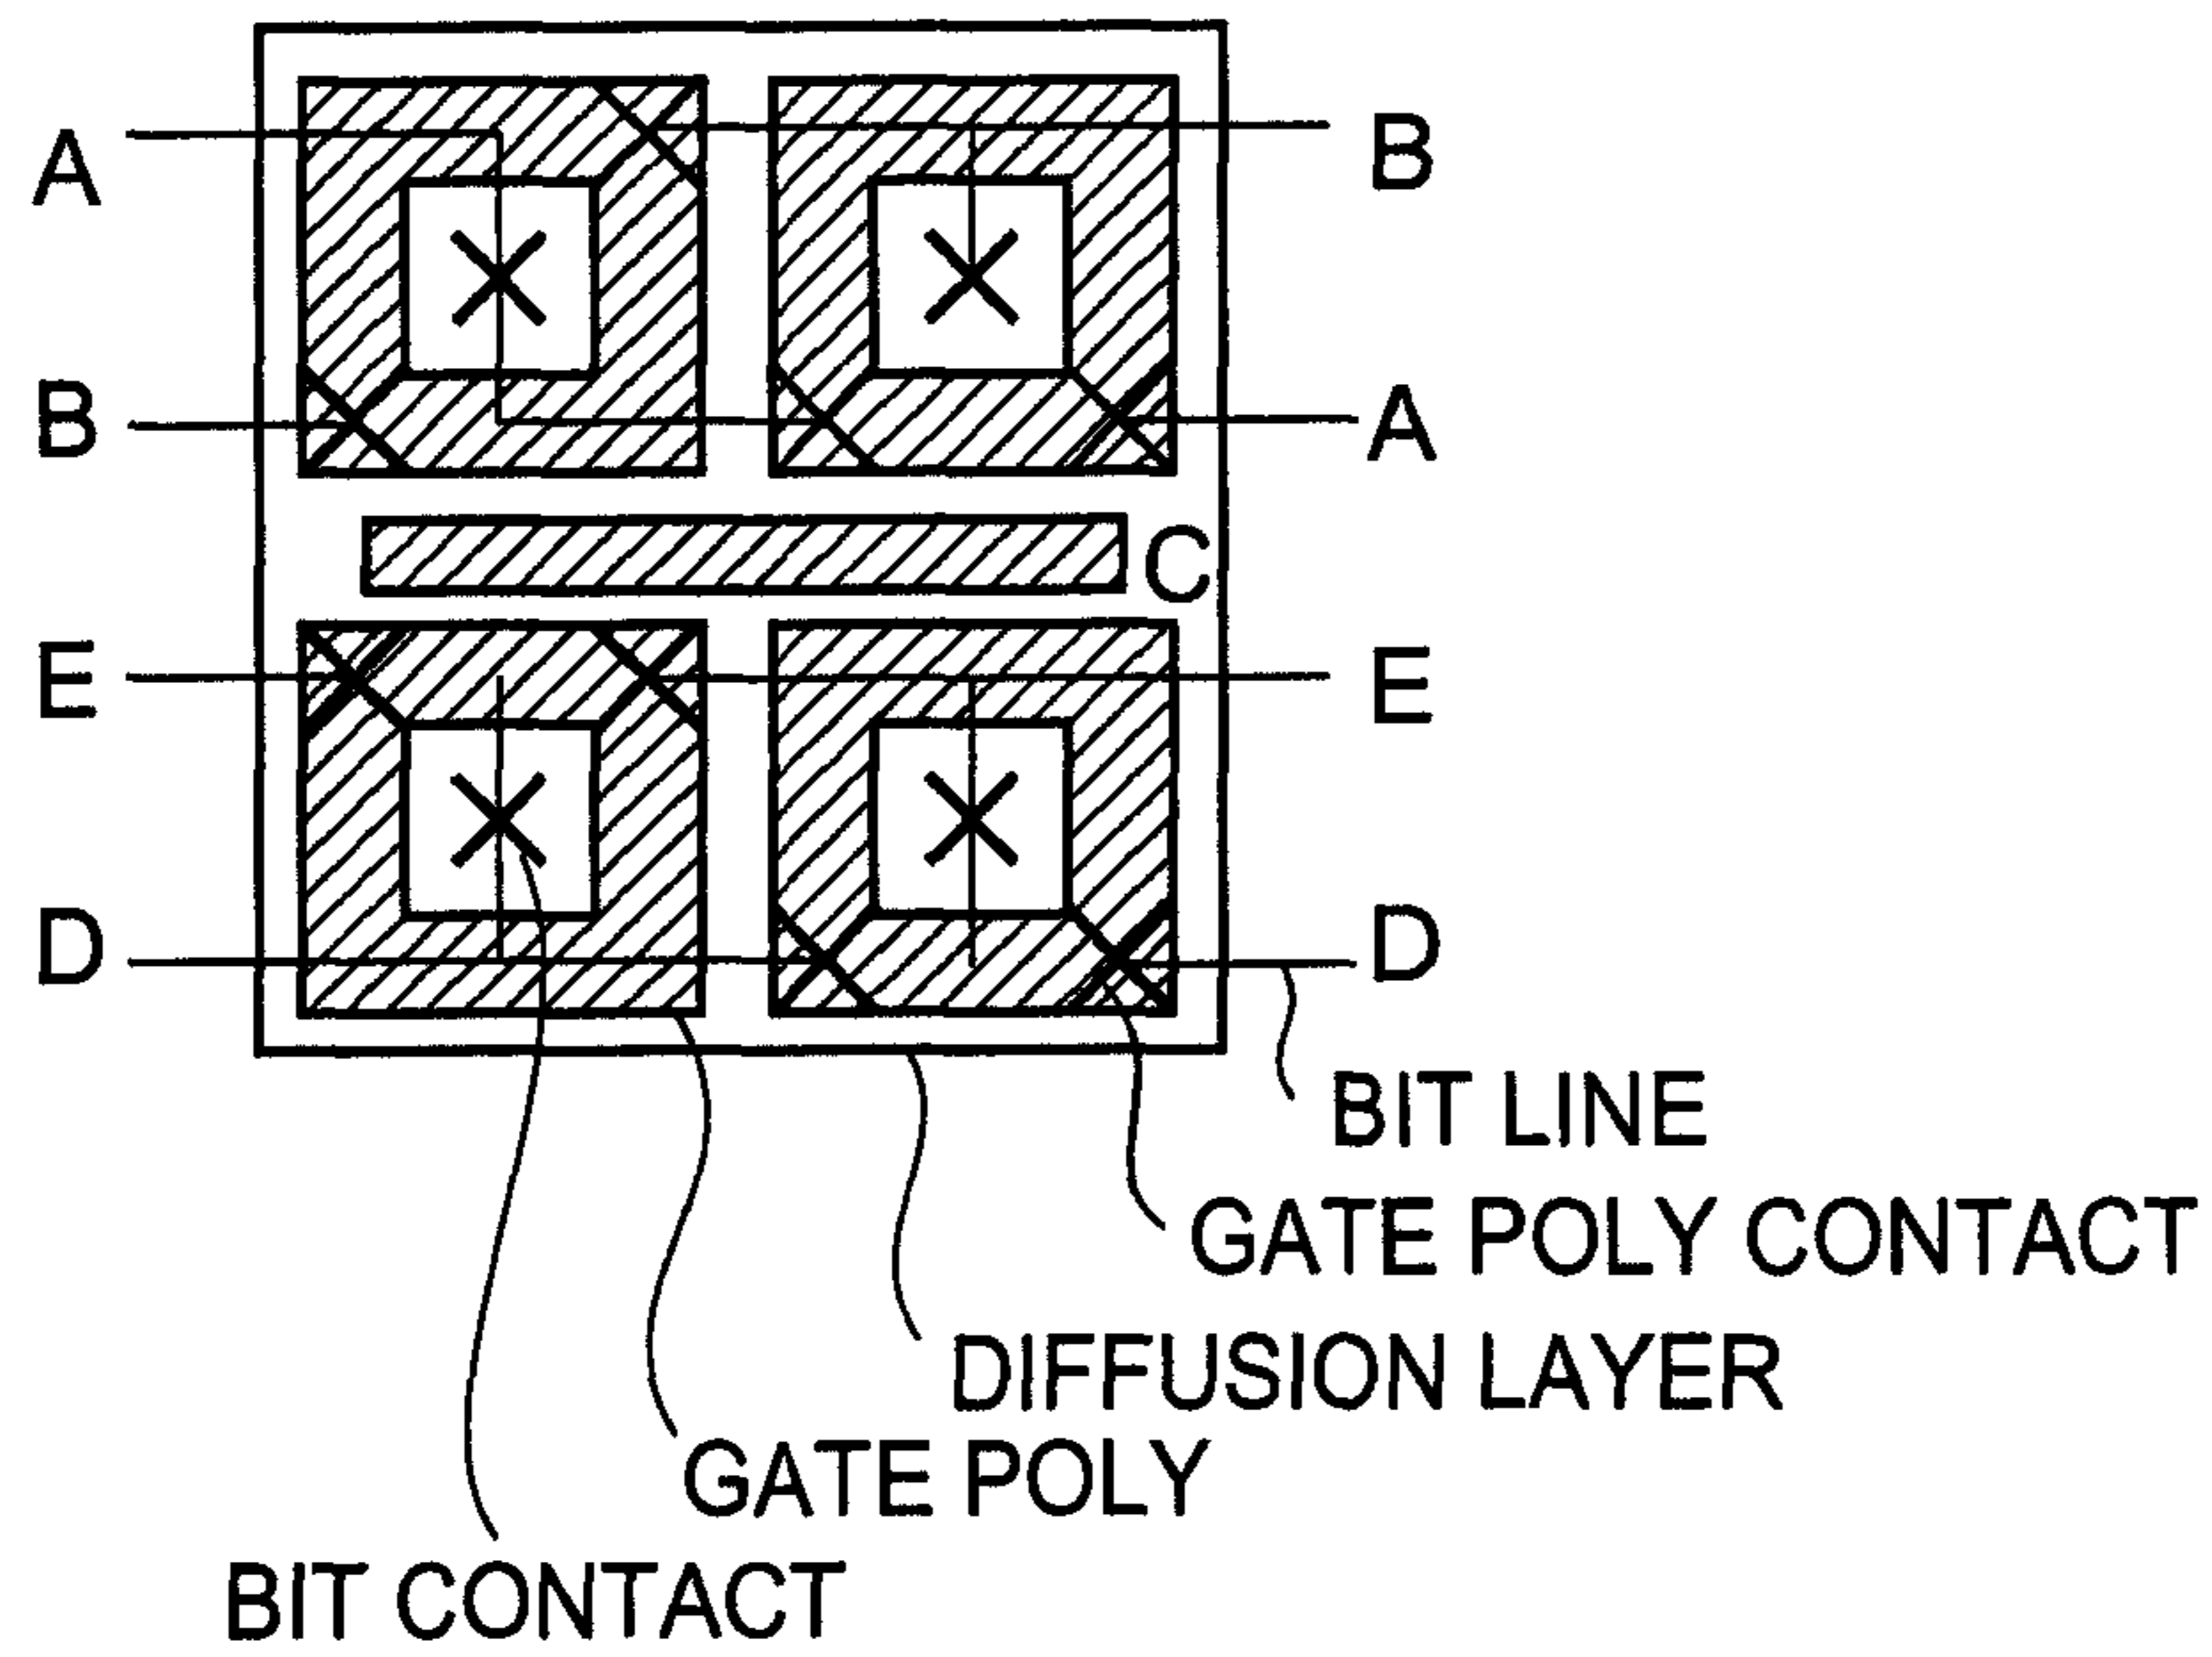 A B
B A
C
E E
D D
BIT LINE
GATE POLY CONTACT
DIFFUSION LAYER
GATE POLY
BIT CONTACT